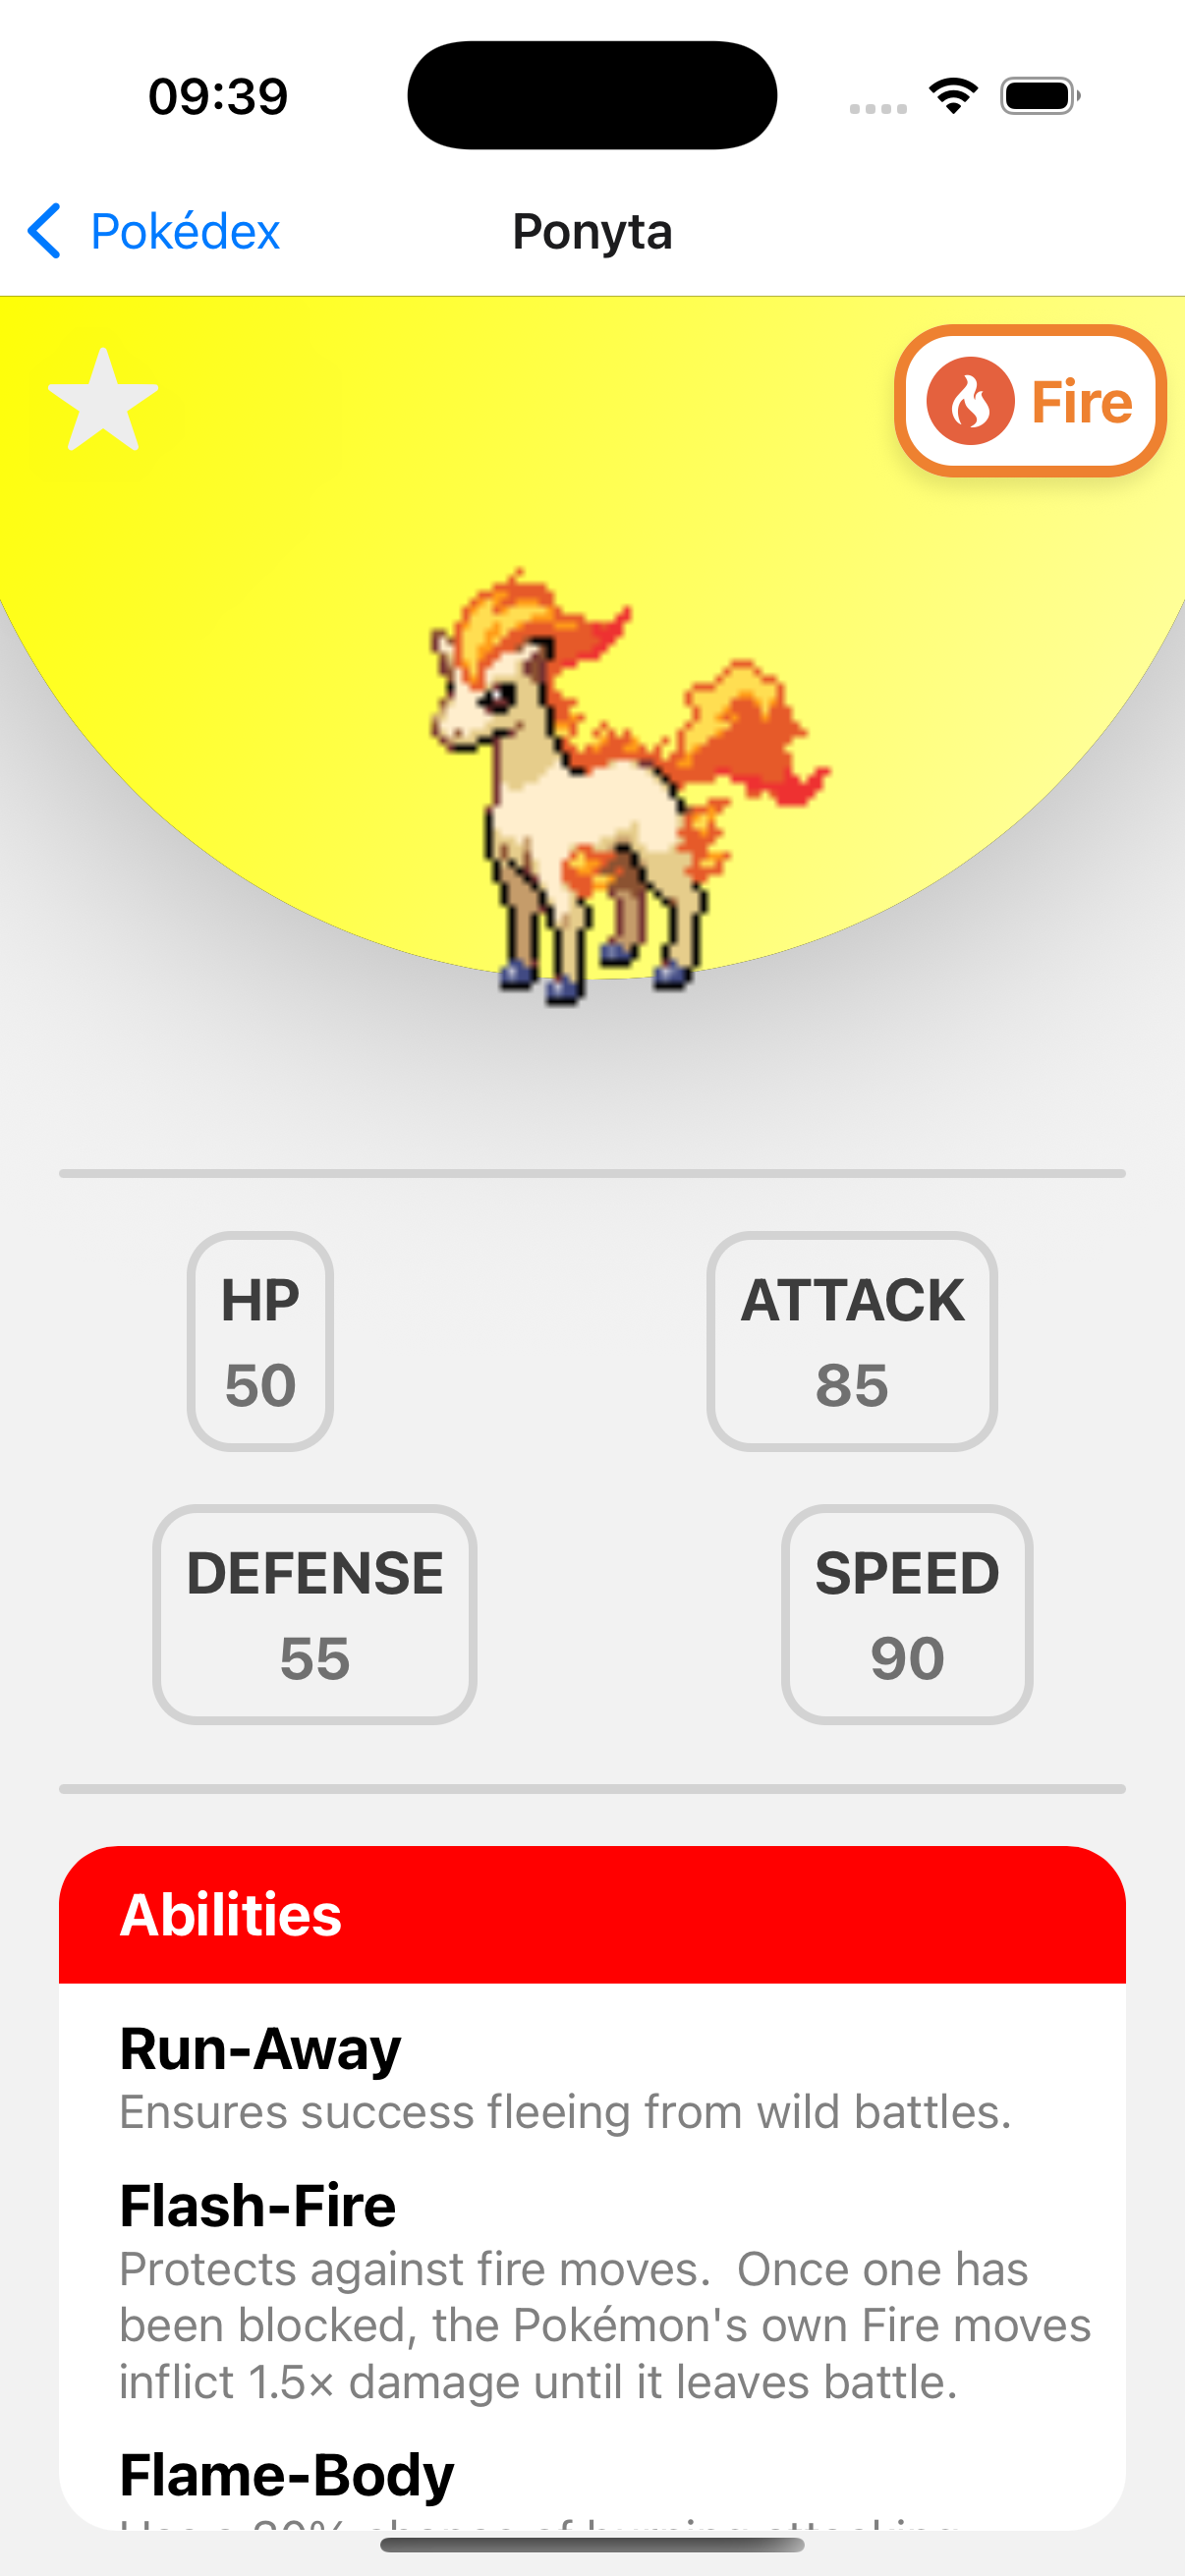 09:39
Pokédex
Ponyta
Fire
HP
50
ATTACK
85
DEFENSE
55
SPEED
90
Abilities
Run-Away
Ensures success fleeing from wild battles.
Flash-Fire
Protects against fire moves.  Once one has
been blocked, the Pokémon's own Fire moves
inflict 1.5× damage until it leaves battle.
Flame-Body